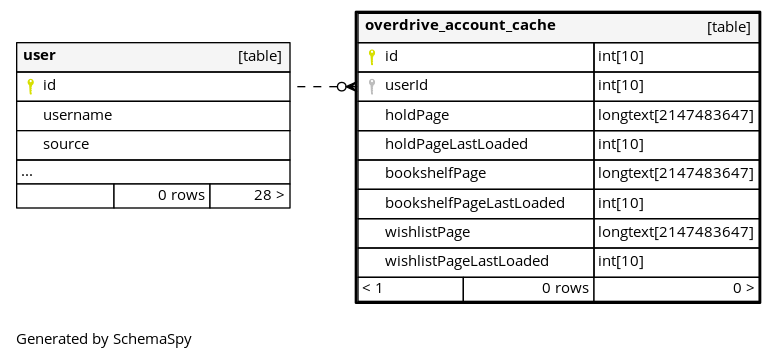 user [table]
id
username
source
...
0 rows 28 >
overdrive_account_cache [table]
id int[10]
userId int[10]
holdPage longtext[2147483647]
holdPageLastLoaded int[10]
bookshelfPage longtext[2147483647]
bookshelfPageLastLoaded int[10]
wishlistPage longtext[2147483647]
wishlistPageLastLoaded int[10]
< 1 0 rows 0 >
Generated by SchemaSpy